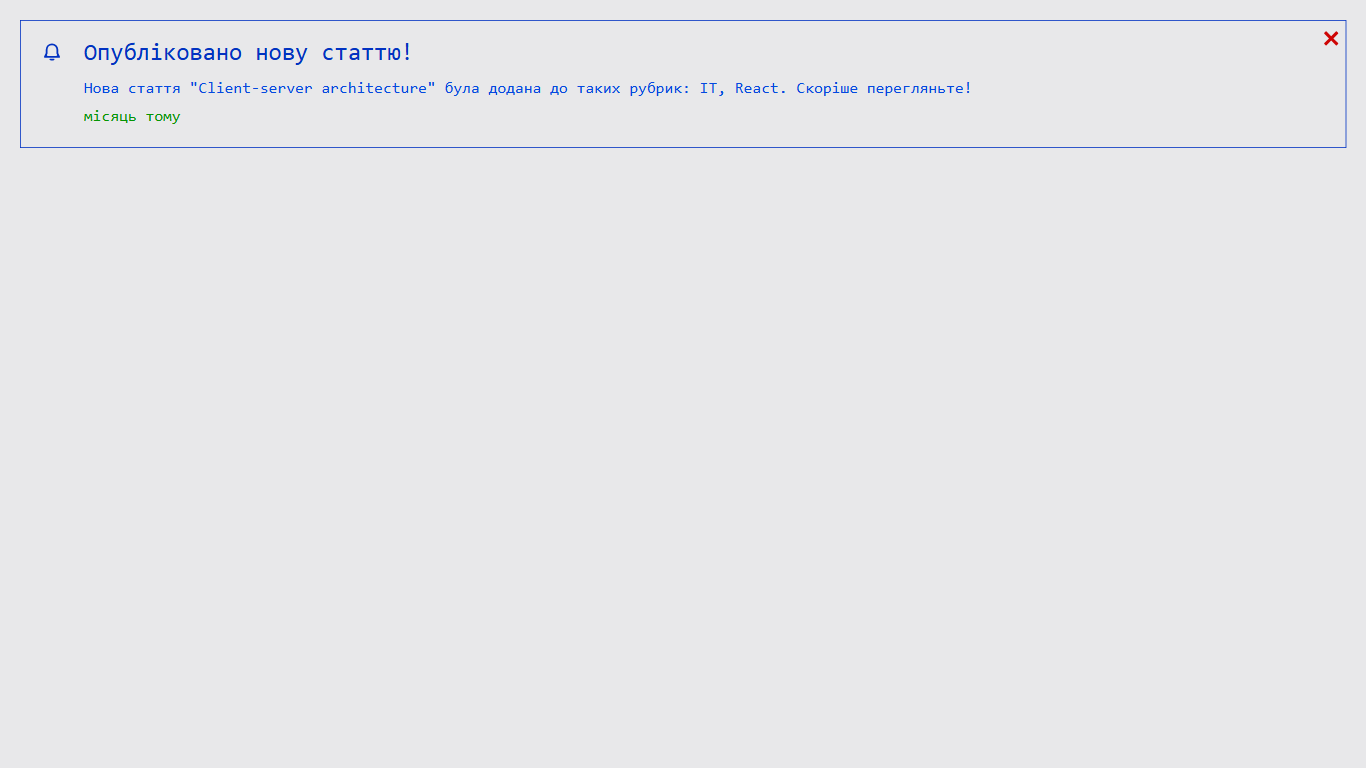 Опубліковано нову статтю!
Нова стаття "Client-server architecture" була додана до таких рубрик: IT, React. Скоріше перегляньте!
місяць тому